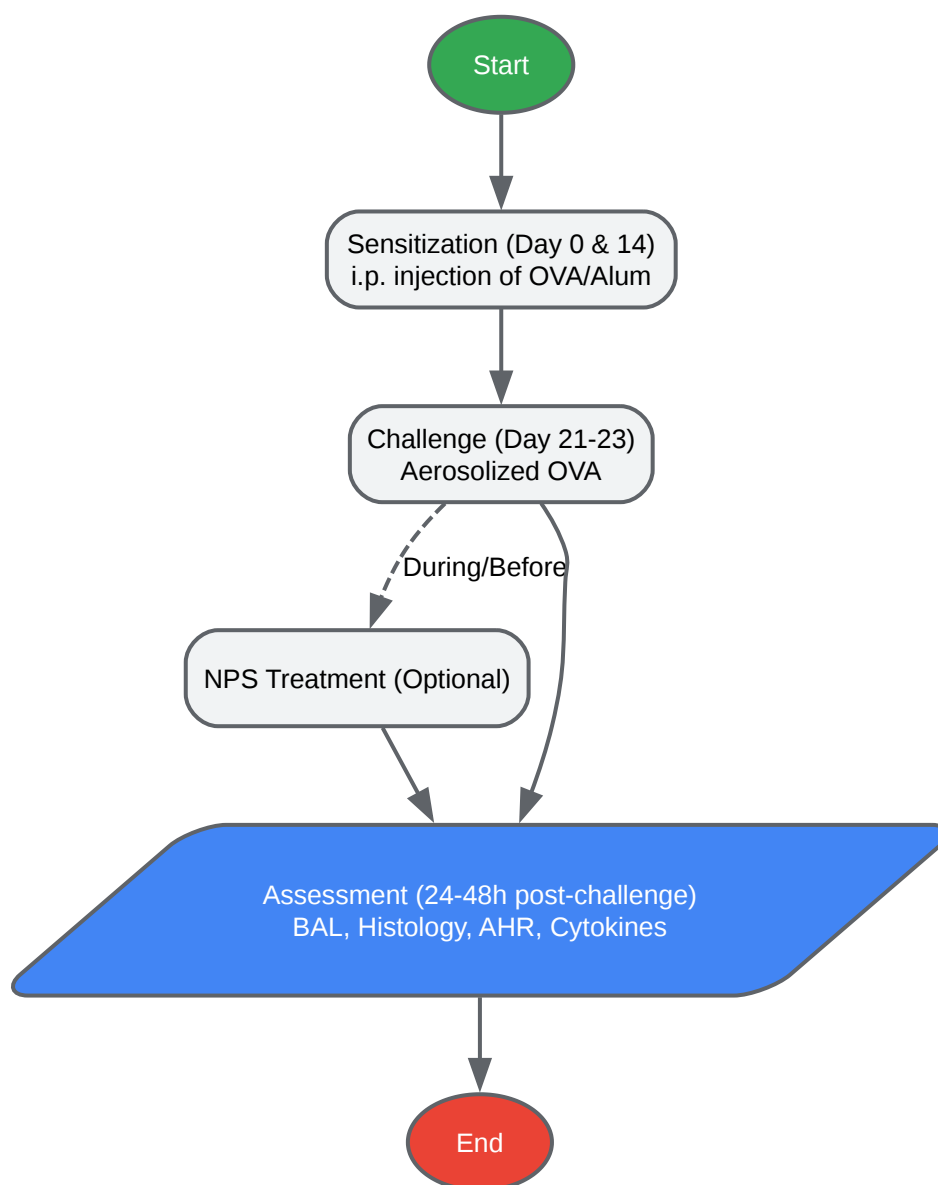 Start
Sensitization (Day 0 & 14)
i.p. injection of OVA/Alum
Challenge (Day 21-23)
Aerosolized OVA
During/Before
NPS Treatment (Optional)
Assessment (24-48h post-challenge)
BAL, Histology, AHR, Cytokines
End